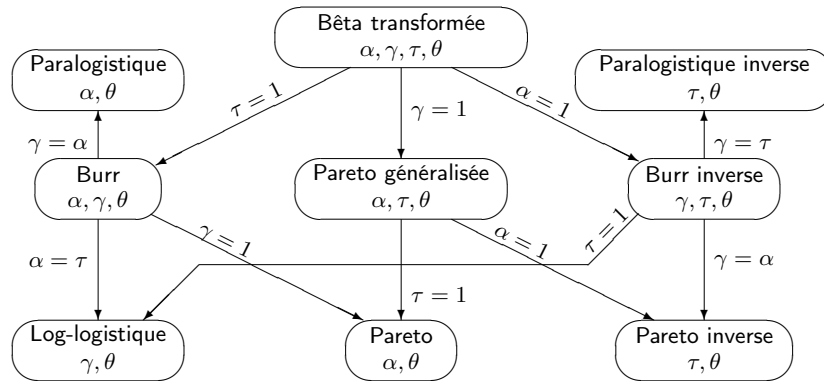 Bêta transformée
α, γ, τ, θ
Paralogistique
α, θ
Paralogistique inverse
τ, θ
τ = 1
γ = 1
α = 1
γ = α
γ = τ
Burr
α, γ, θ
Pareto généralisée
α, τ, θ
Burr inverse
γ, τ, θ
γ = 1
α = 1
τ = 1
α = τ
γ = α
τ = 1
Log-logistique
γ, θ
Pareto
α, θ
Pareto inverse
τ, θ